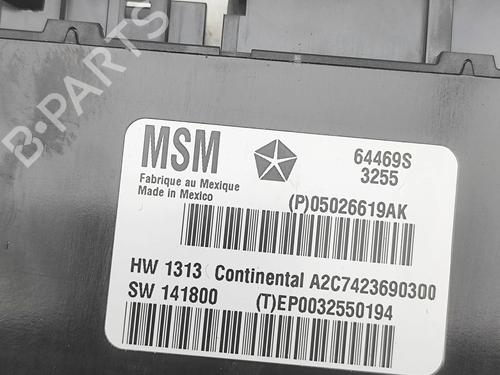 B-PARTS
MSM
64469S
3255
Fabrique au Mexique
Made in Mexico
(P)05026619AK
HW 1313 Continental A2C7423690300
SW 141800 (T)EP0032550194